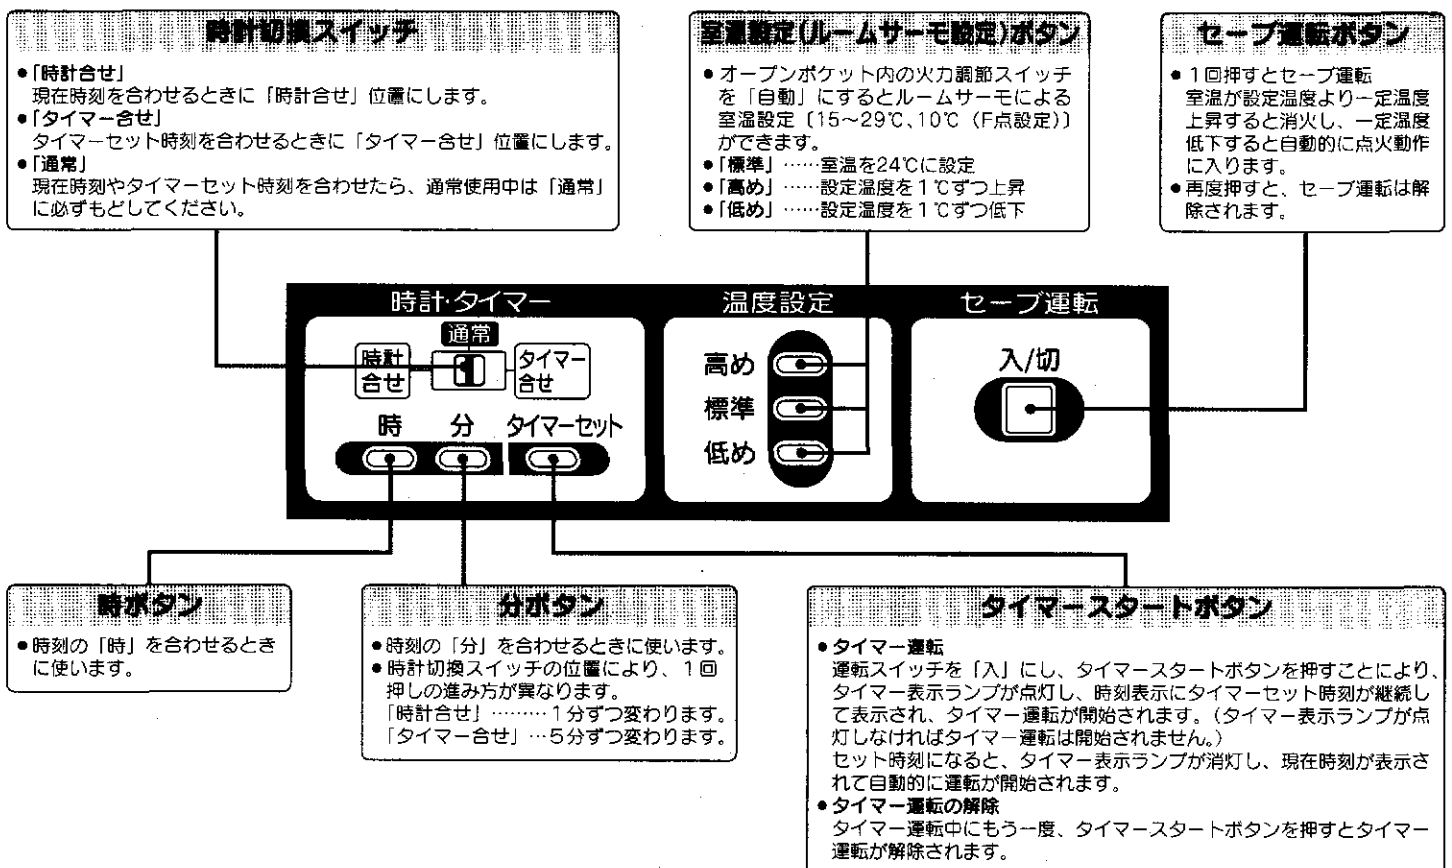 時計切換スイッチ
●「時計合せ」
現在時刻を合わせるときに「時計合せ」位置にします。
●「タイマー合せ」
タイマーセット時刻を合わせるときに「タイマー合せ」位置にします。
●「通常」
現在時刻やタイマーセット時刻を合わせたら、通常使用中は「通常」
に必ずもどしてください。
室温設定(ルームサーモ設定)ボタン
●オープンポケット内の火力調節スイッチ
を「自動」にするとルームサーモによる
室温設定〔15～29℃、10℃（F点設定)〕
ができます。
●「標準」……室温を24℃に設定
●「高め」……設定温度を1℃ずつ上昇
●「低め」……設定温度を1℃ずつ低下
セーブ運転ボタン
●1回押すとセーブ運転
室温が設定温度より一定温度
上昇すると消火し、一定温度
低下すると自動的に点火動作
に入ります。
●再度押すと、セーブ運転は解
除されます。
時計・タイマー
通常
時計
合せ
タイマー
合せ
時 分 タイマーセット
温度設定
高め
標準
低め
セーブ運転
入/切
時ボタン
●時刻の「時」を合わせるとき
に使います。
分ボタン
●時刻の「分」を合わせるときに使います。
●時計切換スイッチの位置により、1回
押しの進み方が異なります。
「時計合せ」………1分ずつ変わります。
「タイマー合せ」…5分ずつ変わります。
タイマースタートボタン
●タイマー運転
運転スイッチを「入」にし、タイマースタートボタンを押すことにより、
タイマー表示ランプが点灯し、時刻表示にタイマーセット時刻が継続し
て表示され、タイマー運転が開始されます。(タイマー表示ランプが点
灯しなければタイマー運転は開始されません。)
セット時刻になると、タイマー表示ランプが消灯し、現在時刻が表示さ
れて自動的に運転が開始されます。
●タイマー運転の解除
タイマー運転中にもう一度、タイマースタートボタンを押すとタイマー
運転が解除されます。